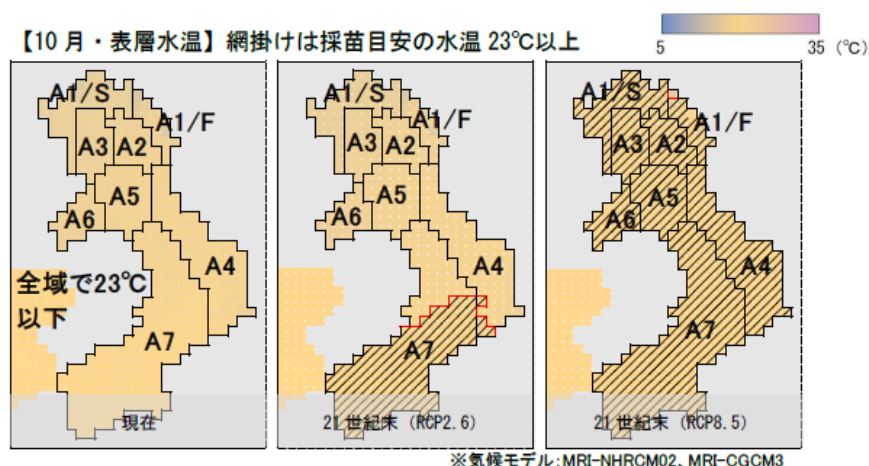 【10月・表層水温】網掛けは採苗目安の水温 23℃以上
5 35 (℃)
A1/S
A1/F
A3 A2
A5
A6
A4
全域で23℃
以下
A7
現在
A1/S
A1/F
A3 A2
A5
A6
A4
A7
21世紀末 (RCP2.6)
A1/S
A1/F
A3 A2
A5
A6
A4
A7
21世紀末 (RCP8.5)
※気候モデル:MRI-NHRCM02、MRI-CGCM3